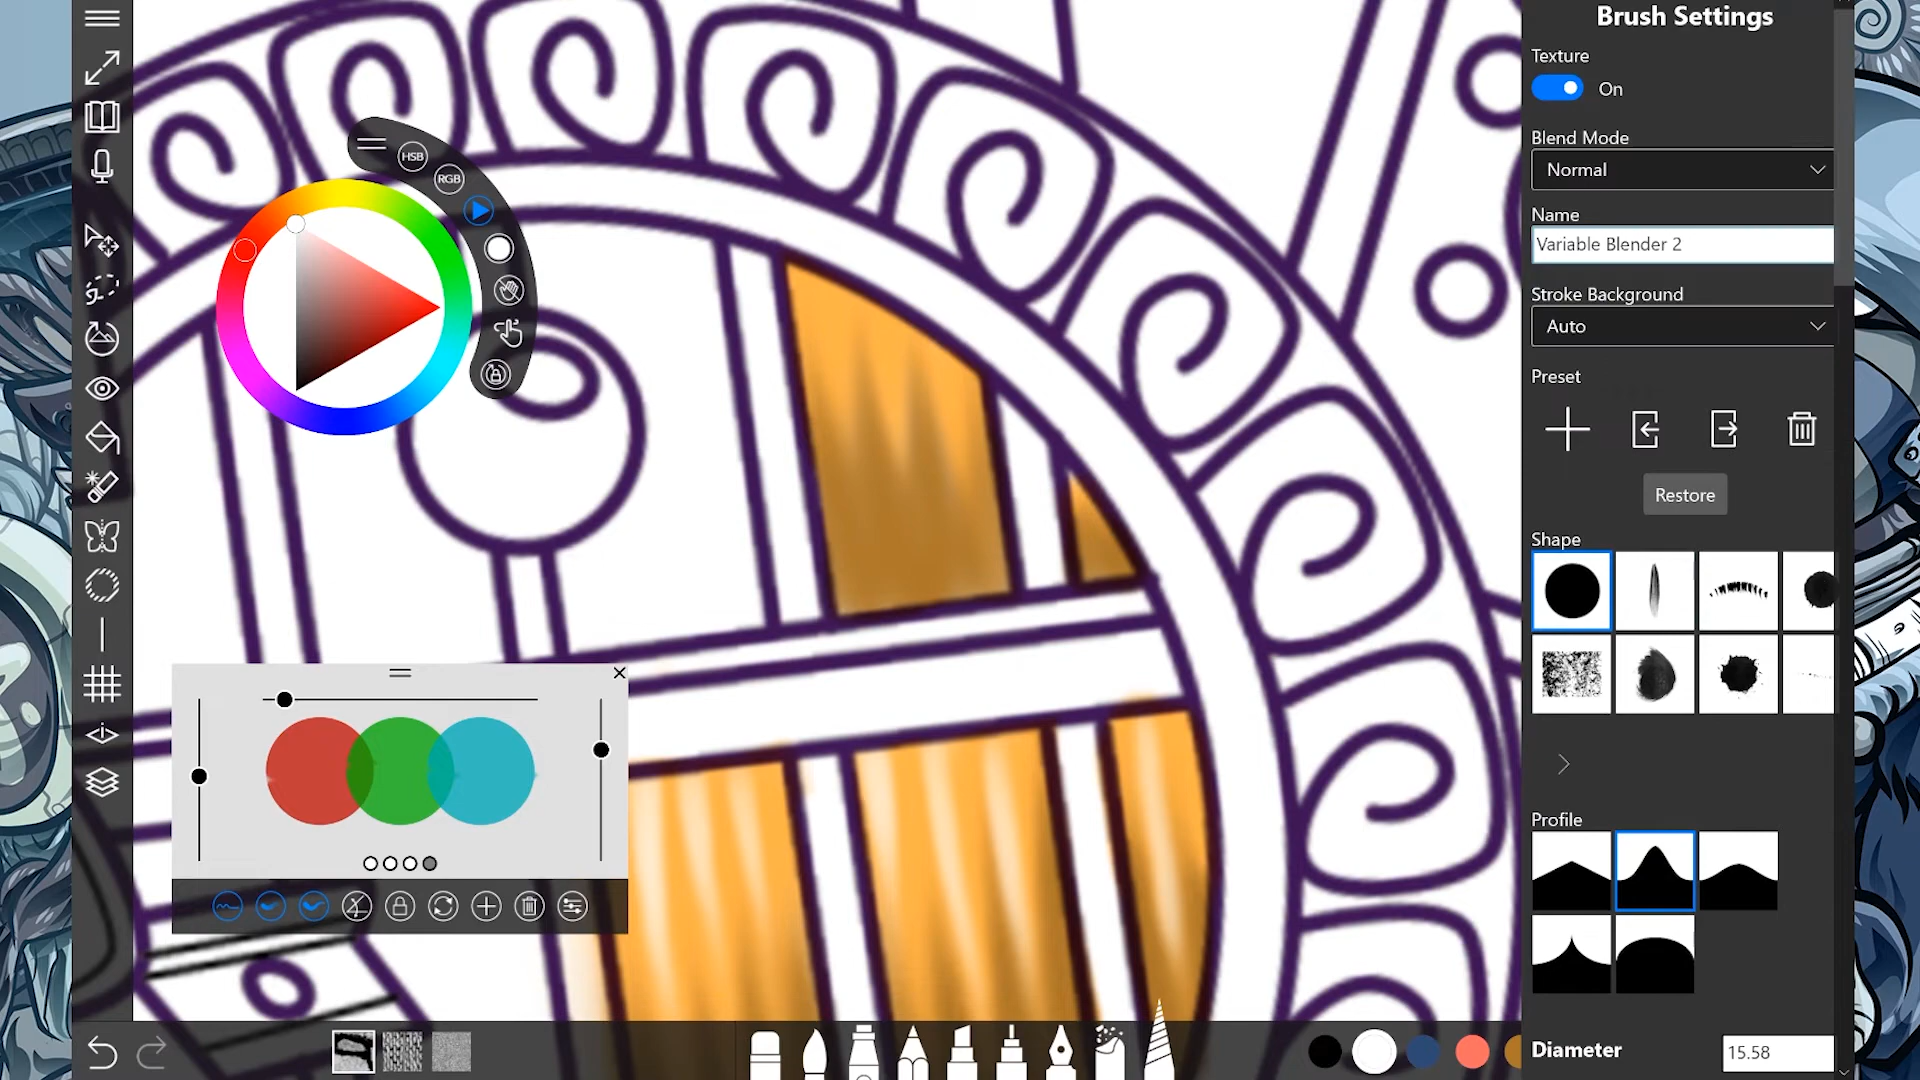 Brush Settings
Texture
On
Blend Mode
Normal
Name
Variable Blender 2
Stroke Background
Auto
Preset
Restore
Shape
Profile
Diameter
15.58
HSB
RGB